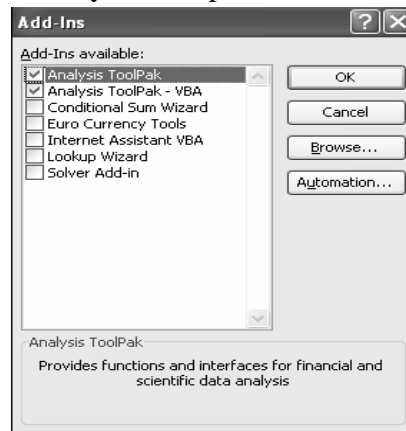 Add-Ins
Add-Ins available:
Analysis ToolPak
Analysis ToolPak - VBA
Conditional Sum Wizard
Euro Currency Tools
Internet Assistant VBA
Lookup Wizard
Solver Add-in
OK
Cancel
Browse...
Automation...
Analysis ToolPak
Provides functions and interfaces for financial and
scientific data analysis